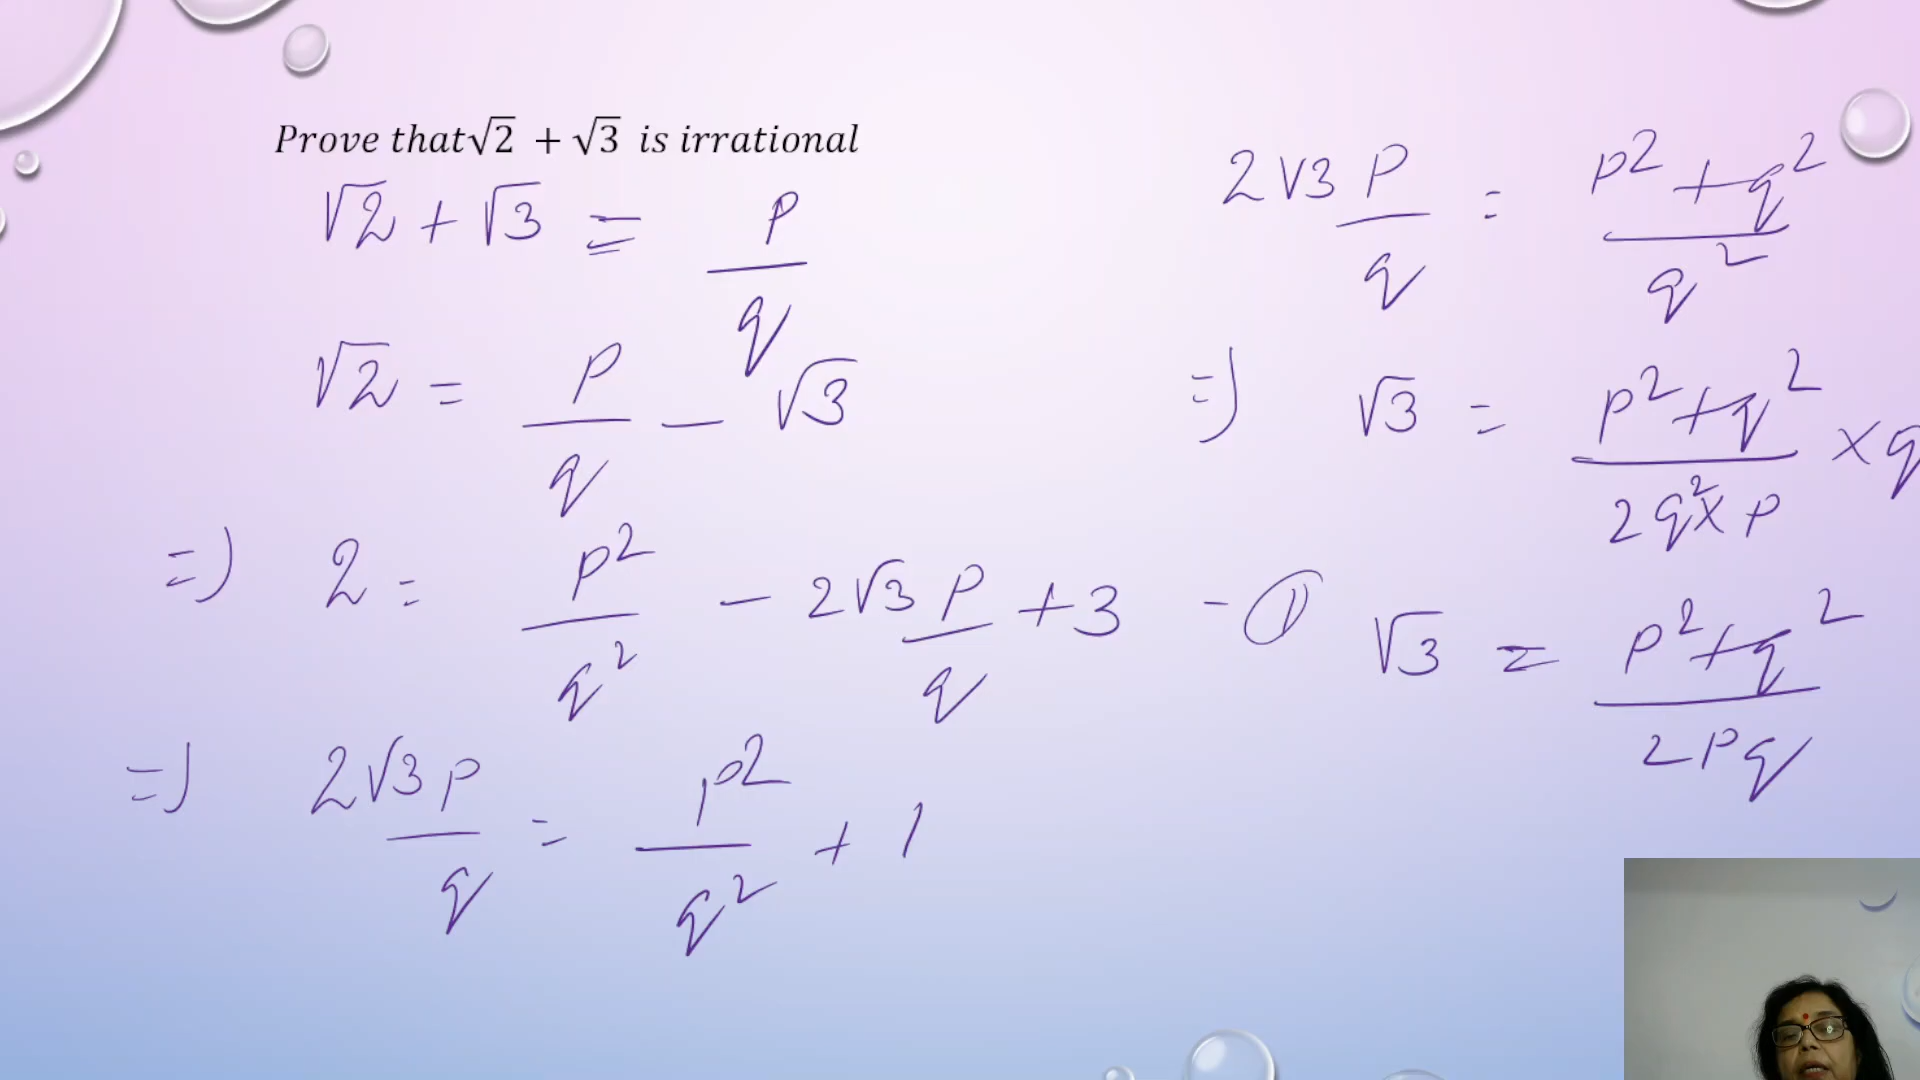 Prove that√2 + √3 is irrational
√2 + √3 = p/q
√2 = p/q - √3
=) 2 = p²/q² - 2√3 p/q + 3 - ①
=) 2√3 p/q = p²/q² + 1
2√3 p/q = p²+q²/q²
=) √3 = p²+q²/2q²×p × q
√3 = p²+q²/2pq